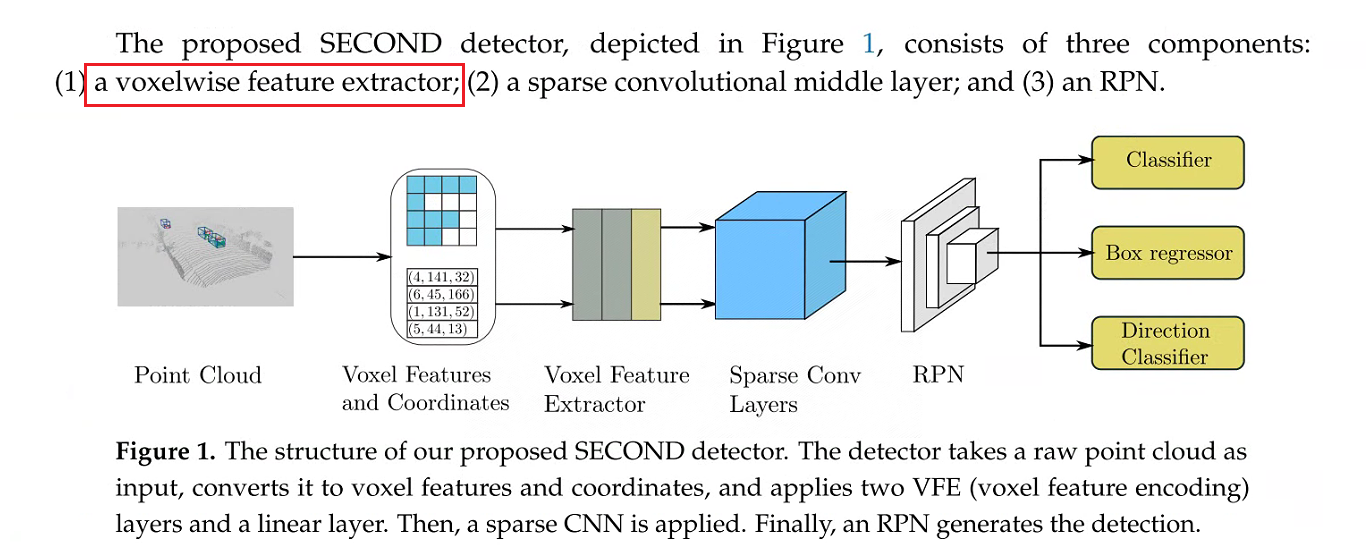 The proposed SECOND detector, depicted in Figure 1, consists of three components:
(1) a voxelwise feature extractor; (2) a sparse convolutional middle layer; and (3) an RPN.
(4, 141, 32)
(6, 45, 166)
(1, 131, 52)
(5, 44, 13)
Classifier
Box regressor
Direction
Classifier
Point Cloud
Voxel Features
and Coordinates
Voxel Feature
Extractor
Sparse Conv
Layers
RPN
Figure 1. The structure of our proposed SECOND detector. The detector takes a raw point cloud as
input, converts it to voxel features and coordinates, and applies two VFE (voxel feature encoding)
layers and a linear layer. Then, a sparse CNN is applied. Finally, an RPN generates the detection.